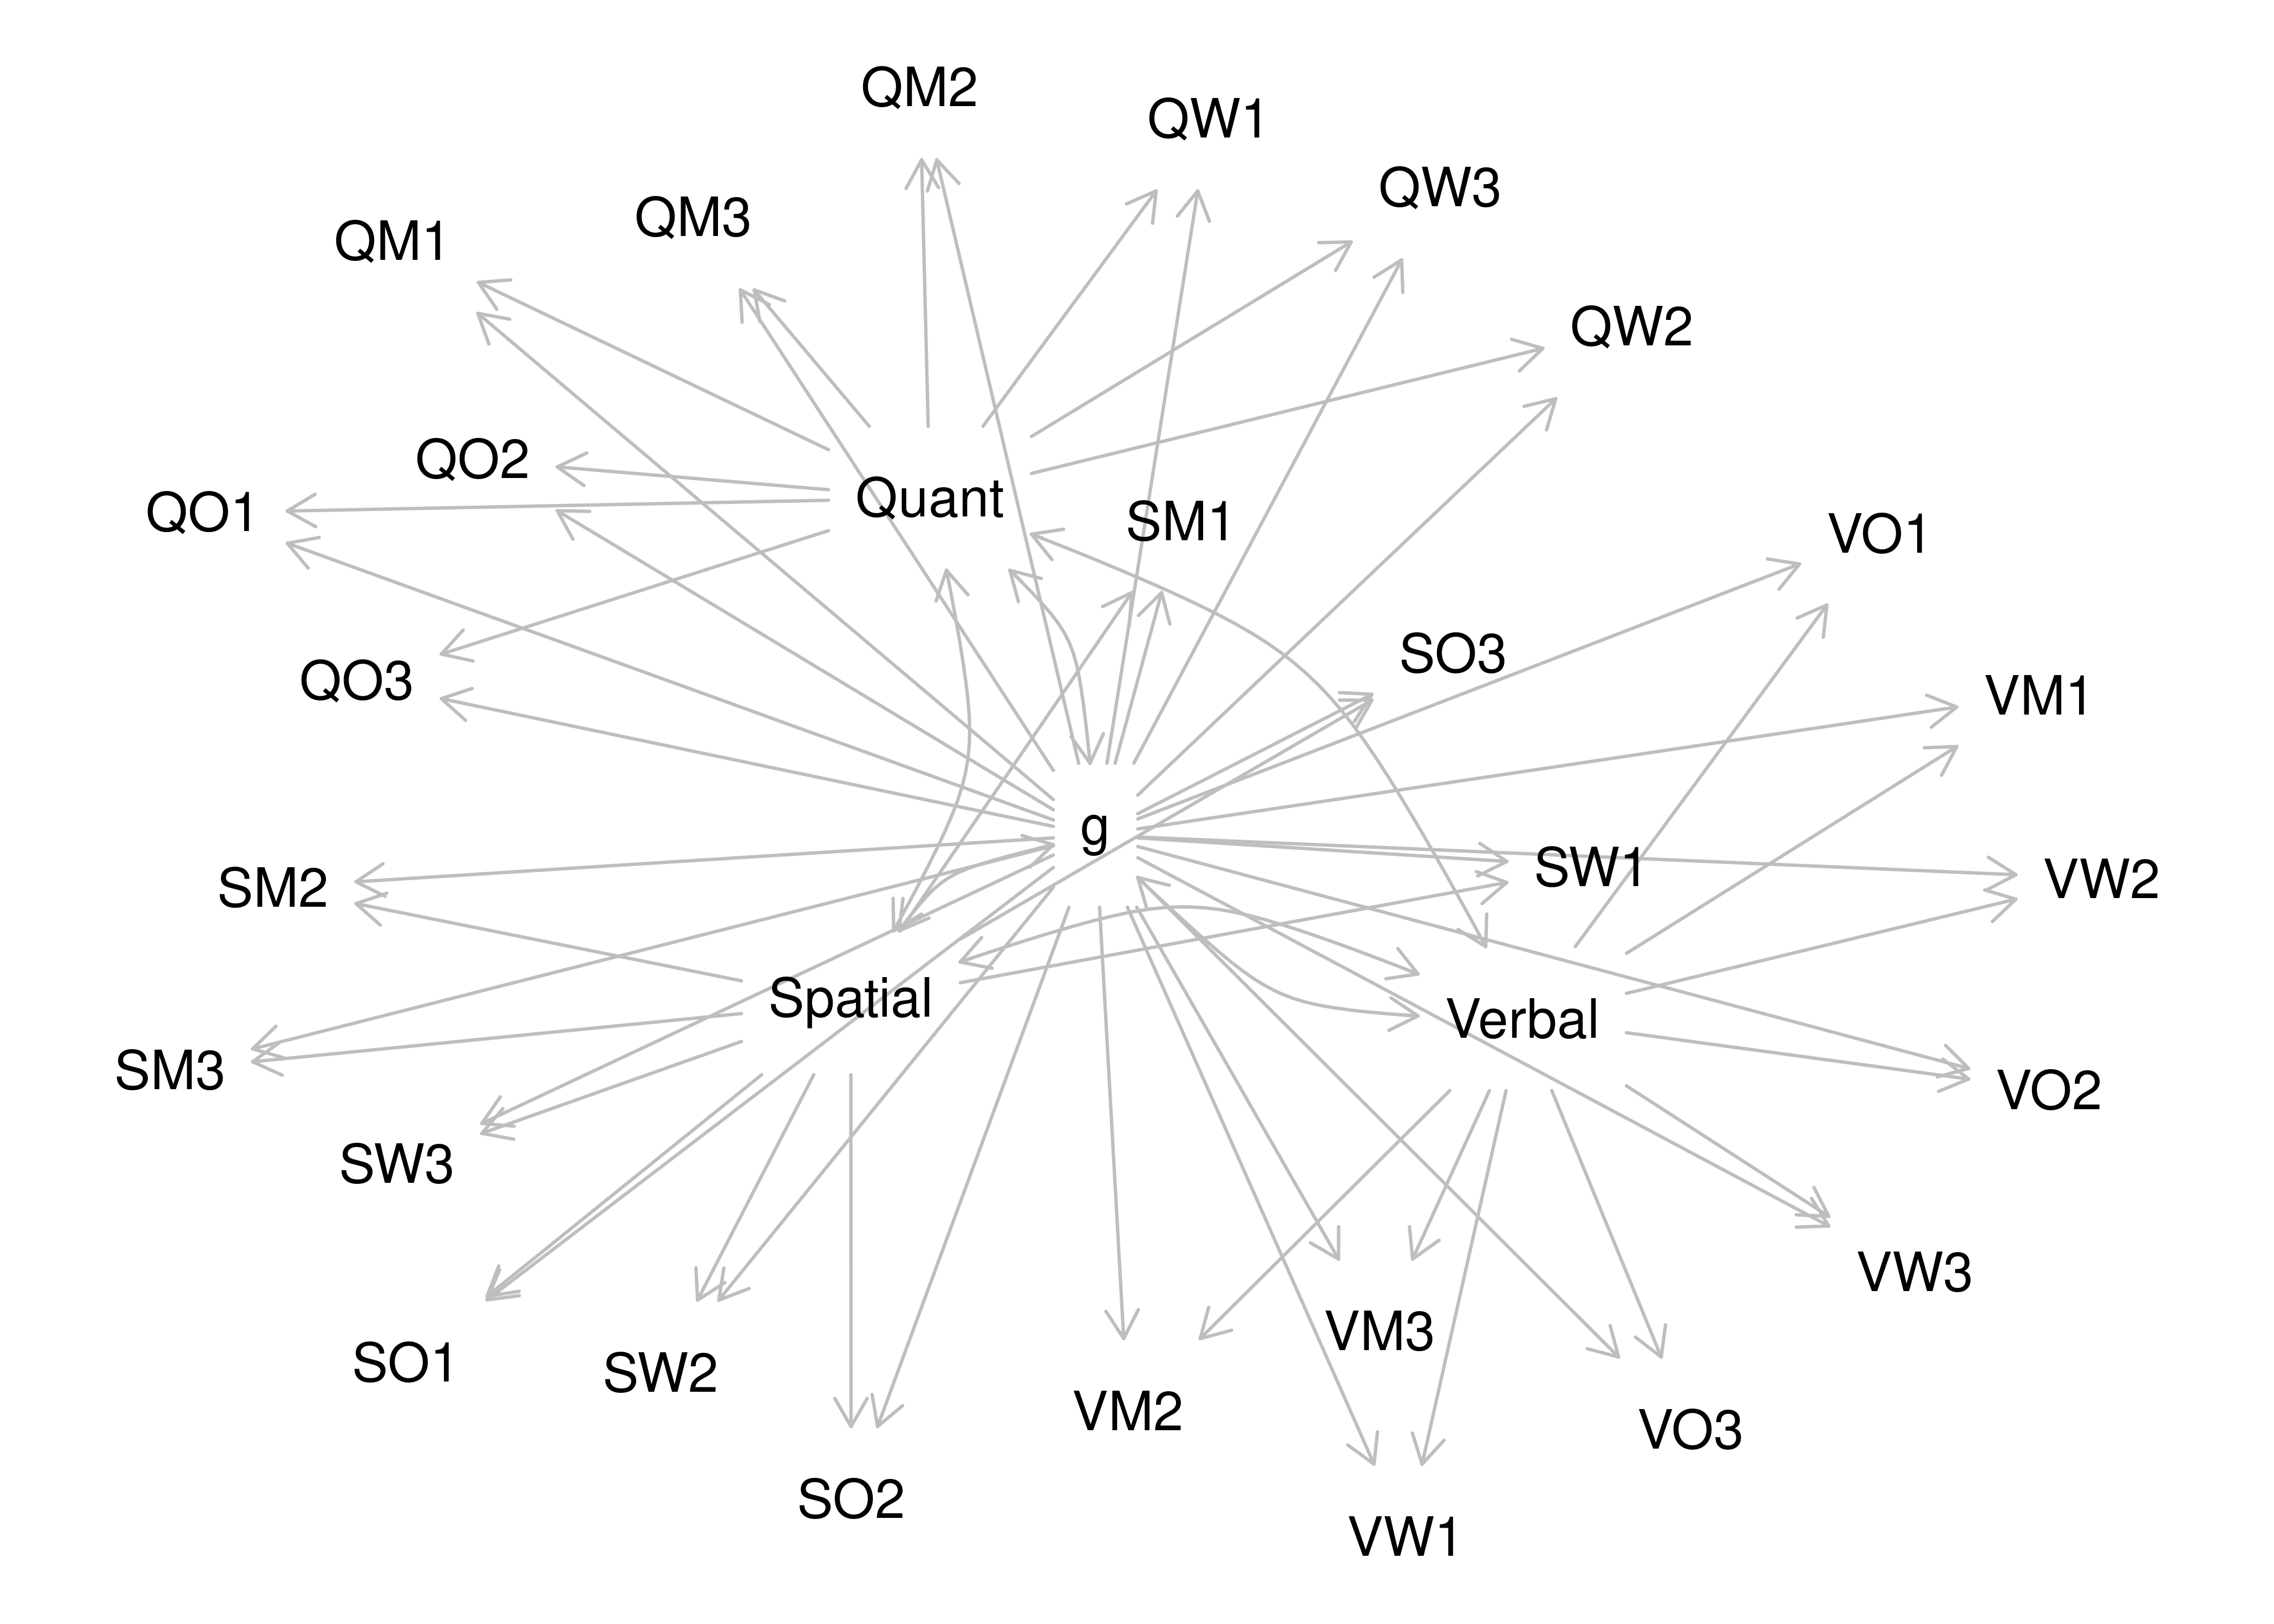 QM2
QW1
QW3
QM3
QM1
QW2
QO2
Quant
QO1
SM1
VO1
SO3
QO3
VM1
g
SW1
VW2
SM2
Spatial
Verbal
SM3
VO2
SW3
VW3
VM3
SO1
SW2
VM2
VO3
SO2
VW1